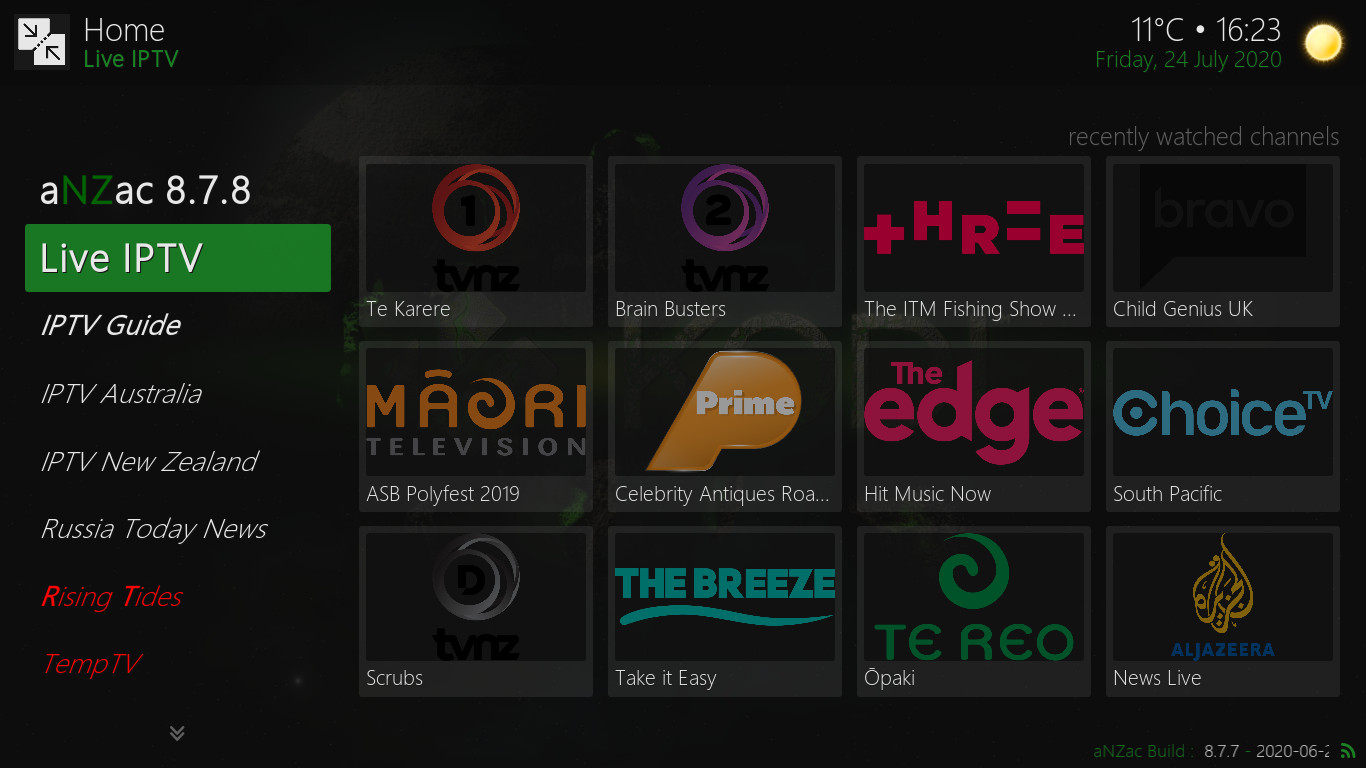 Home
Live IPTV
11°C • 16:23
Friday, 24 July 2020
recently watched channels
aNZac 8.7.8
Live IPTV
IPTV Guide
IPTV Australia
IPTV New Zealand
Russia Today News
Rising Tides
TempTV
1
tvnz
Te Karere
2
tvnz
Brain Busters
+HR=E
The ITM Fishing Show ...
bravo
Child Genius UK
MĀORI
TELEVISION
ASB Polyfest 2019
Prime
Celebrity Antiques Roa...
The
edge
Hit Music Now
ChoiceTV
South Pacific
D
tvnz
Scrubs
THE BREEZE
Take it Easy
TE REO
Ōpaki
ALJAZEERA
News Live
aNZac Build : 8.7.7 - 2020-06-2